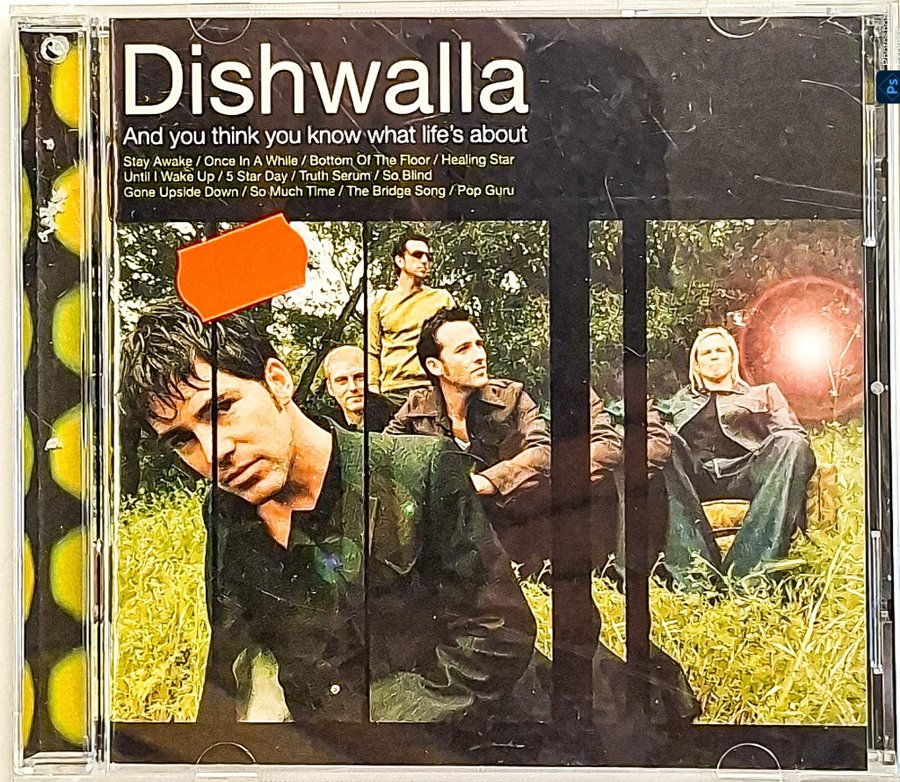 Dishwalla
And you think you know what life's about
Stay Awake / Once In A While / Bottom Of The Floor / Healing Star
Until I Wake Up / 5 Star Day / Truth Serum / So Blind
Gone Upside Down / So Much Time / The Bridge Song / Pop Guru
Ps